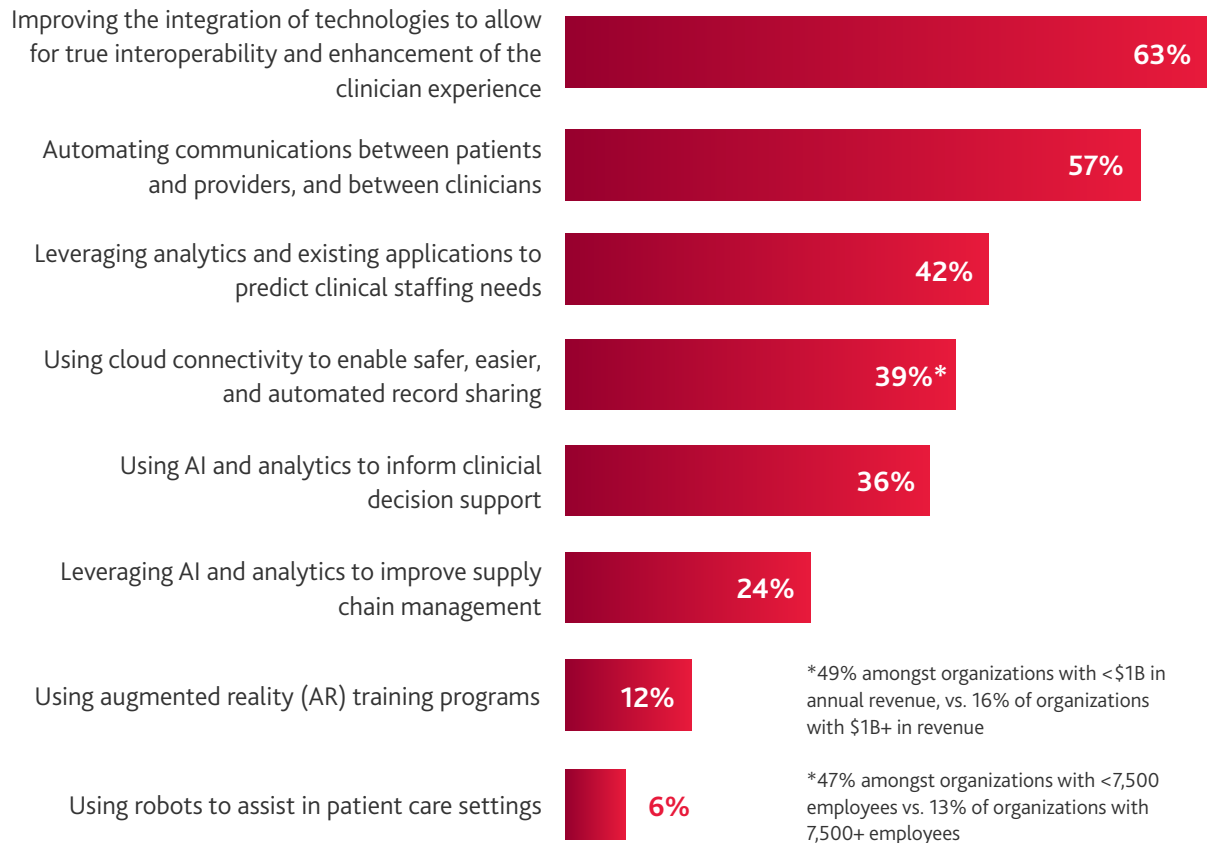 Improving the integration of technologies to allow
for true interoperability and enhancement of the
clinician experience
63%
Automating communications between patients
and providers, and between clinicians
57%
Leveraging analytics and existing applications to
predict clinical staffing needs
42%
Using cloud connectivity to enable safer, easier,
and automated record sharing
39%*
Using AI and analytics to inform clinicial
decision support
36%
Leveraging AI and analytics to improve supply
chain management
24%
Using augmented reality (AR) training programs
12%
*49% amongst organizations with <$1B in
annual revenue, vs. 16% of organizations
with $1B+ in revenue
Using robots to assist in patient care settings
6%
*47% amongst organizations with <7,500
employees vs. 13% of organizations with
7,500+ employees